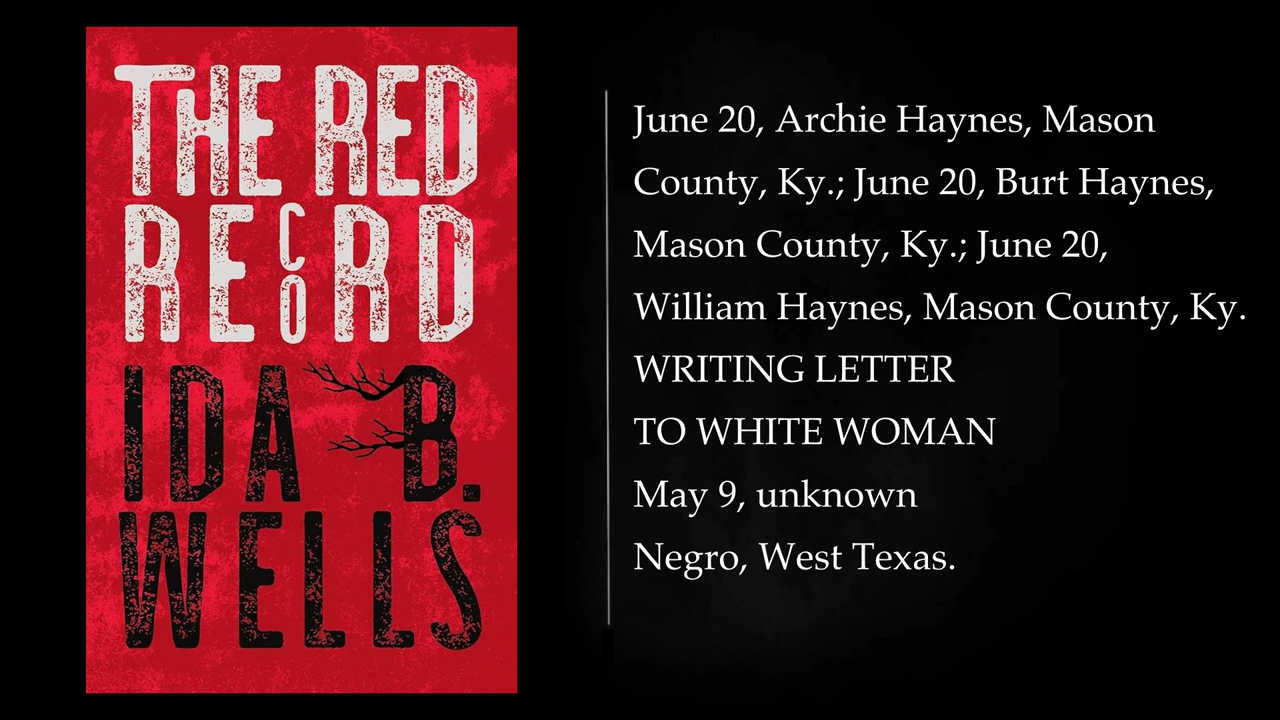 THE RED
RECORD
IDA B.
WELLS
June 20, Archie Haynes, Mason
County, Ky.; June 20, Burt Haynes,
Mason County, Ky.; June 20,
William Haynes, Mason County, Ky.
WRITING LETTER
TO WHITE WOMAN
May 9, unknown
Negro, West Texas.